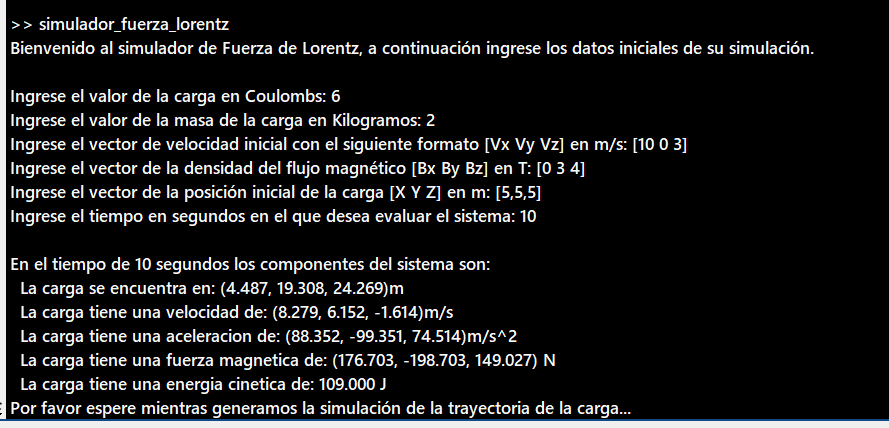 >> simulador_fuerza_lorentz
Bienvenido al simulador de Fuerza de Lorentz, a continuación ingrese los datos iniciales de su simulación.
Ingrese el valor de la carga en Coulombs: 6
Ingrese el valor de la masa de la carga en Kilogramos: 2
Ingrese el vector de velocidad inicial con el siguiente formato [Vx Vy Vz] en m/s: [10 0 3]
Ingrese el vector de la densidad del flujo magnético [Bx By Bz] en T: [0 3 4]
Ingrese el vector de la posición inicial de la carga [X Y Z] en m: [5,5,5]
Ingrese el tiempo en segundos en el que desea evaluar el sistema: 10
En el tiempo de 10 segundos los componentes del sistema son:
La carga se encuentra en: (4.487, 19.308, 24.269)m
La carga tiene una velocidad de: (8.279, 6.152, -1.614)m/s
La carga tiene una aceleracion de: (88.352, -99.351, 74.514)m/s^2
La carga tiene una fuerza magnetica de: (176.703, -198.703, 149.027) N
La carga tiene una energia cinetica de: 109.000 J
Por favor espere mientras generamos la simulación de la trayectoria de la carga...